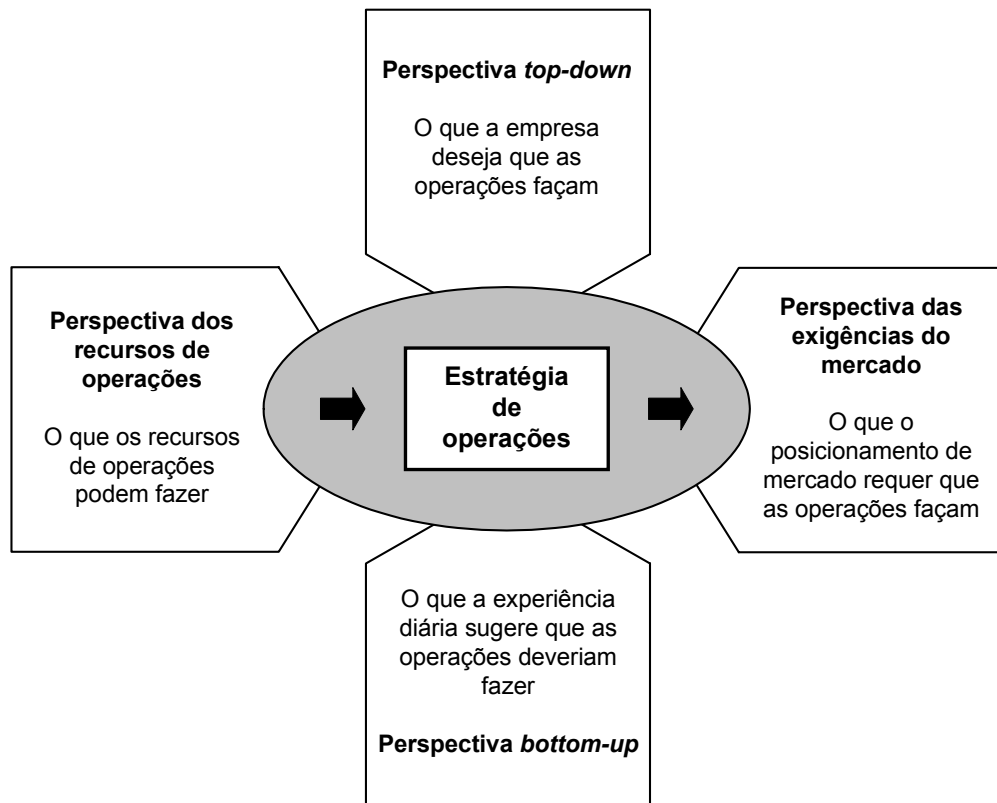 Perspectiva top-down
O que a empresa
deseja que as
operações façam
Perspectiva dos
recursos de
operações
O que os recursos
de operações
podem fazer
Estratégia
de
operações
Perspectiva das
exigências do
mercado
O que o
posicionamento de
mercado requer que
as operações façam
O que a experiência
diária sugere que as
operações deveriam
fazer
Perspectiva bottom-up